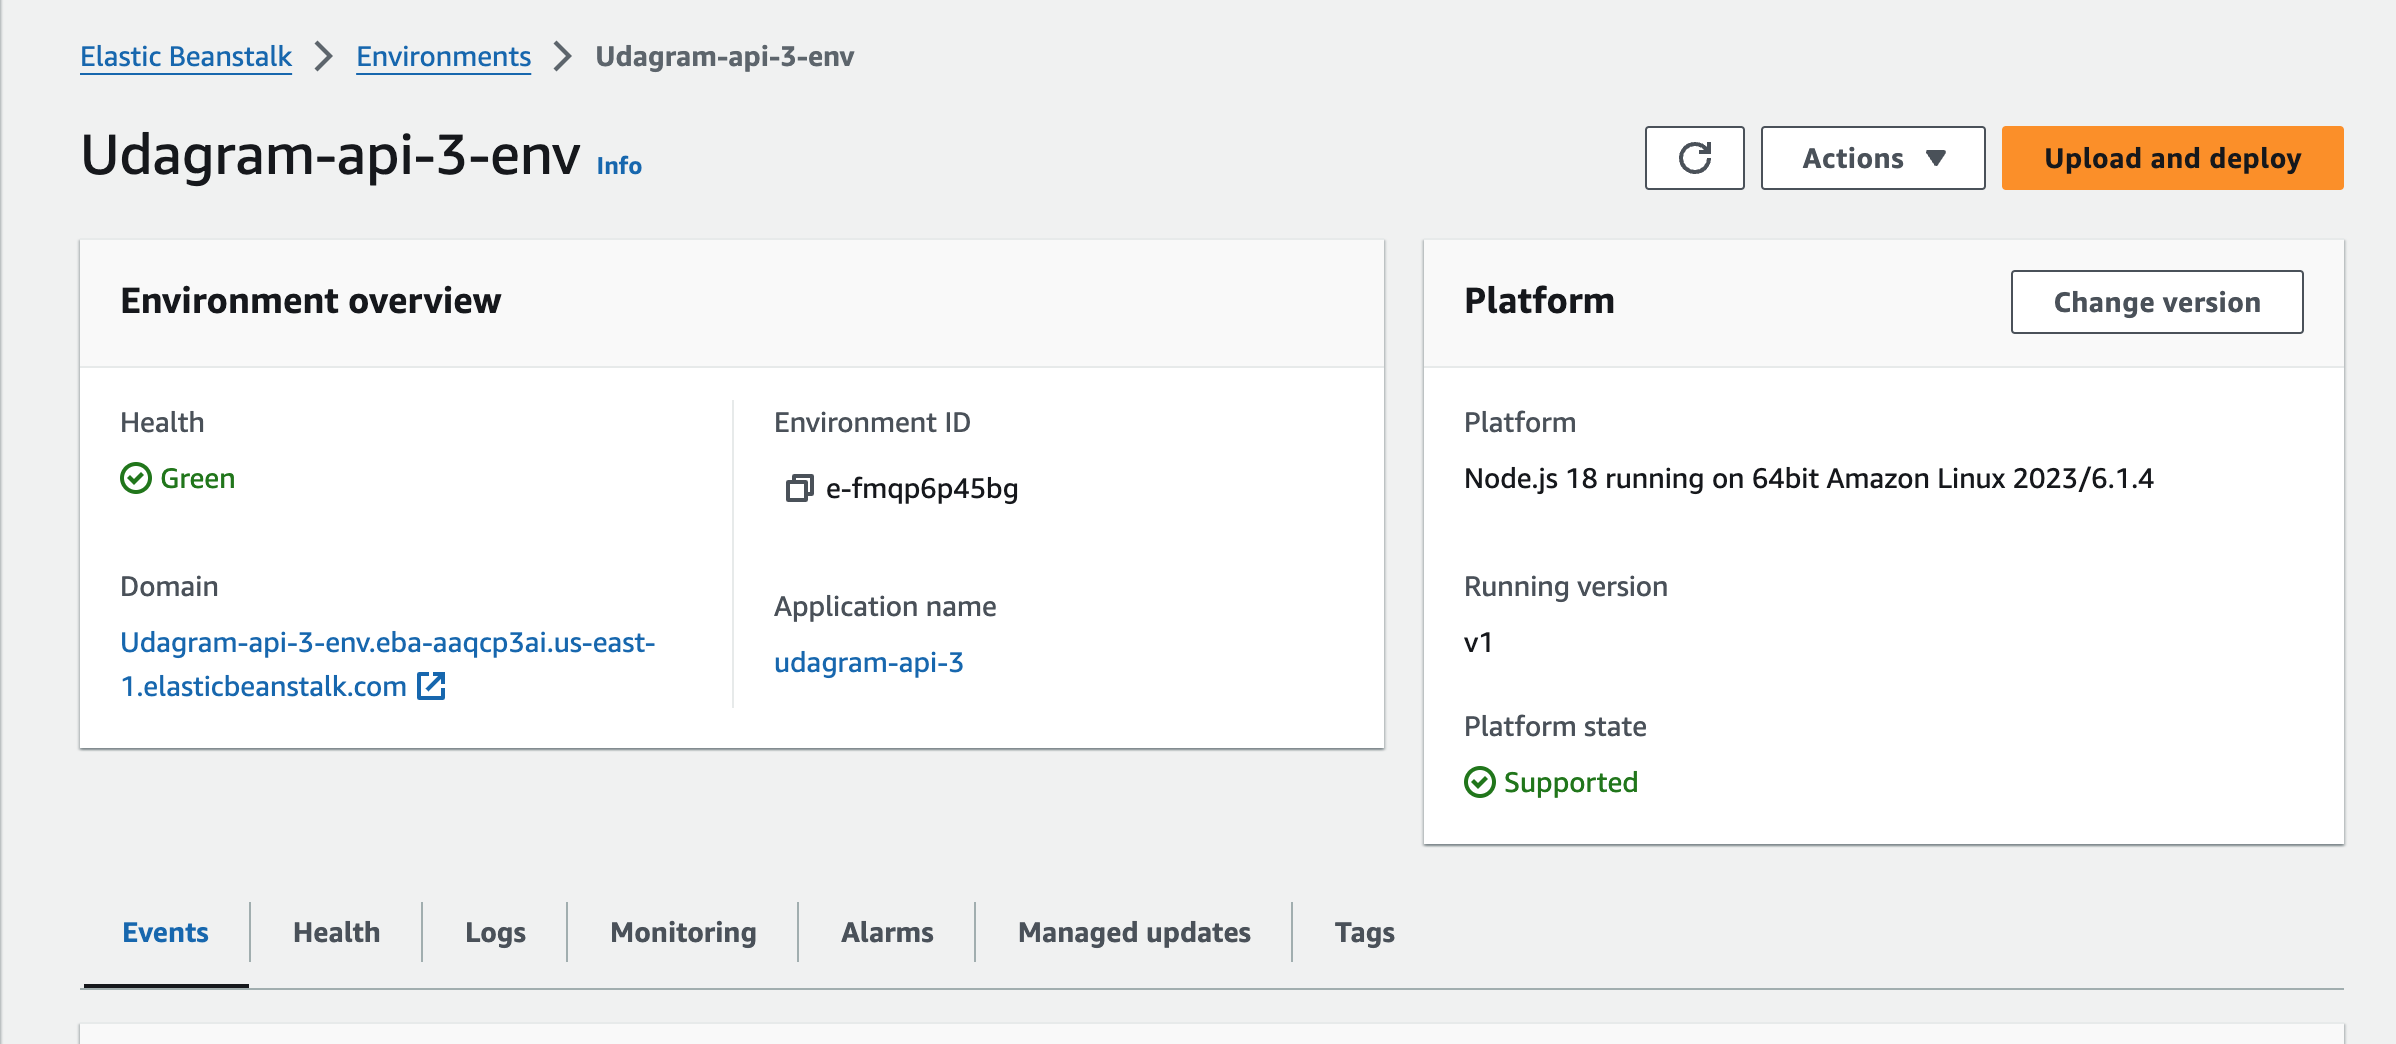 Elastic Beanstalk > Environments > Udagram-api-3-env
Udagram-api-3-env Info
Actions
Upload and deploy
Environment overview
Health
Green
Domain
Udagram-api-3-env.eba-aaqcp3ai.us-east-
1.elasticbeanstalk.com
Environment ID
e-fmqp6p45bg
Application name
udagram-api-3
Platform
Change version
Platform
Node.js 18 running on 64bit Amazon Linux 2023/6.1.4
Running version
v1
Platform state
Supported
Events Health Logs Monitoring Alarms Managed updates Tags